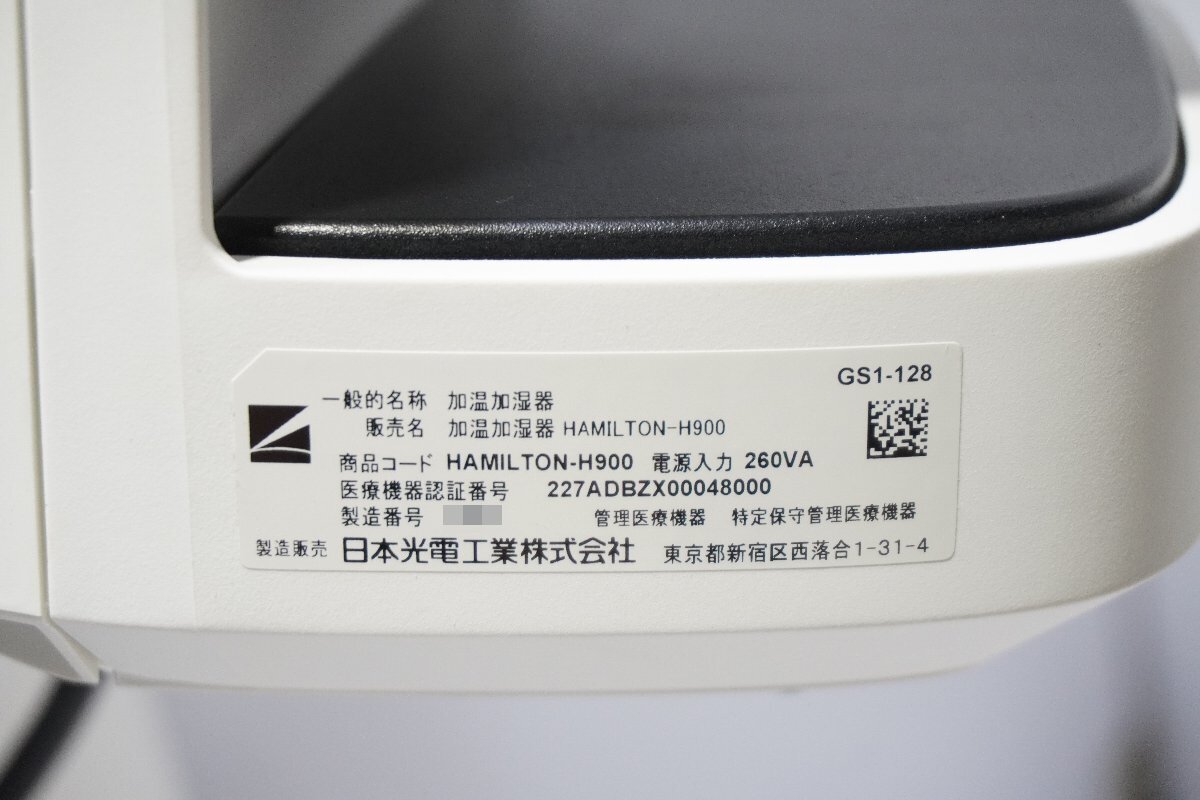 GS1-128
一般的名称 加温加湿器
販売名 加温加湿器 HAMILTON-H900
商品コード HAMILTON-H900 電源入力 260VA
医療機器認証番号 227ADBZX00048000
製造番号 管理医療機器 特定保守管理医療機器
製造販売 日本光電工業株式会社 東京都新宿区西落合1-31-4